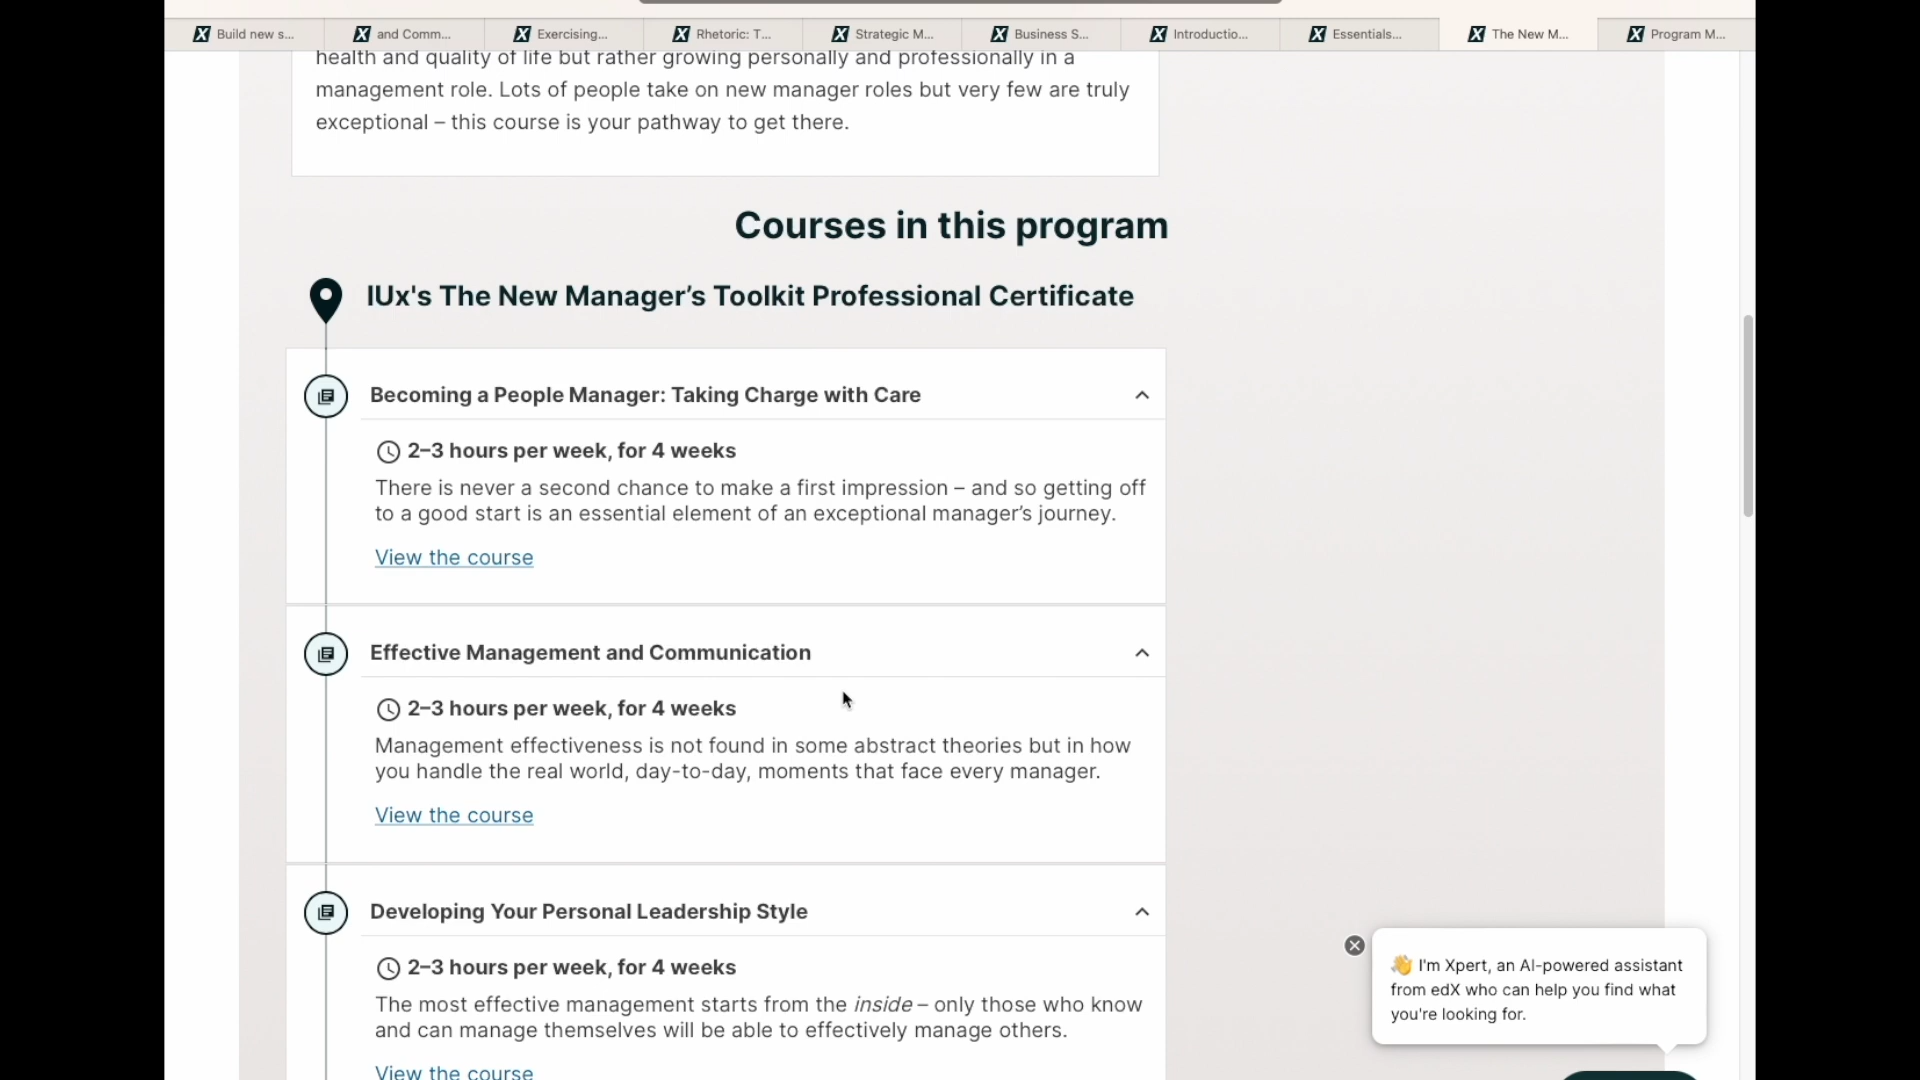 Build new s...
and Comm...
Exercising...
Rhetoric: T...
Strategic M...
Business S...
Introductio...
Essentials...
The New M...
Program M...
health and quality of life but rather growing personally and professionally in a
management role. Lots of people take on new manager roles but very few are truly
exceptional – this course is your pathway to get there.
Courses in this program
IUx's The New Manager’s Toolkit Professional Certificate
Becoming a People Manager: Taking Charge with Care
2–3 hours per week, for 4 weeks
There is never a second chance to make a first impression – and so getting off
to a good start is an essential element of an exceptional manager’s journey.
View the course
Effective Management and Communication
2–3 hours per week, for 4 weeks
Management effectiveness is not found in some abstract theories but in how
you handle the real world, day-to-day, moments that face every manager.
View the course
Developing Your Personal Leadership Style
2–3 hours per week, for 4 weeks
The most effective management starts from the inside – only those who know
and can manage themselves will be able to effectively manage others.
View the course
👋 I'm Xpert, an AI-powered assistant
from edX who can help you find what
you're looking for.